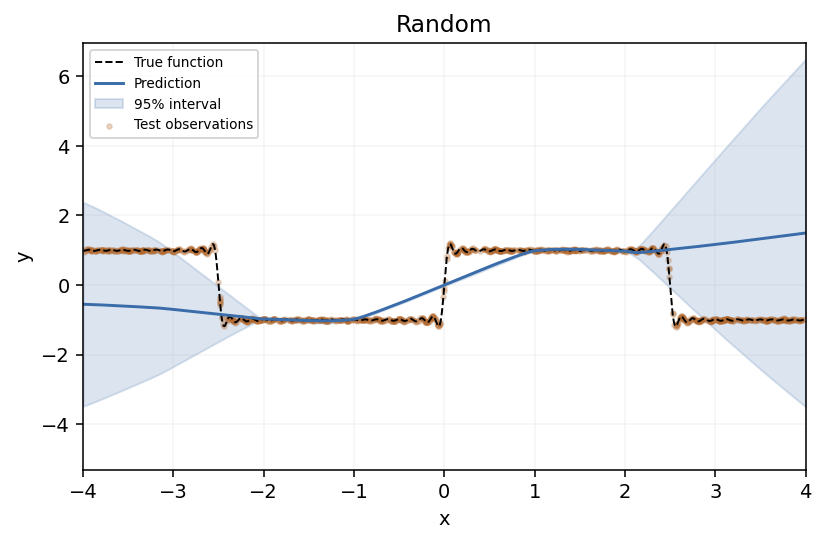 Random
True function
Prediction
95% interval
Test observations
6
4
2
0
−2
−4
y
−4 −3 −2 −1 0 1 2 3 4
x